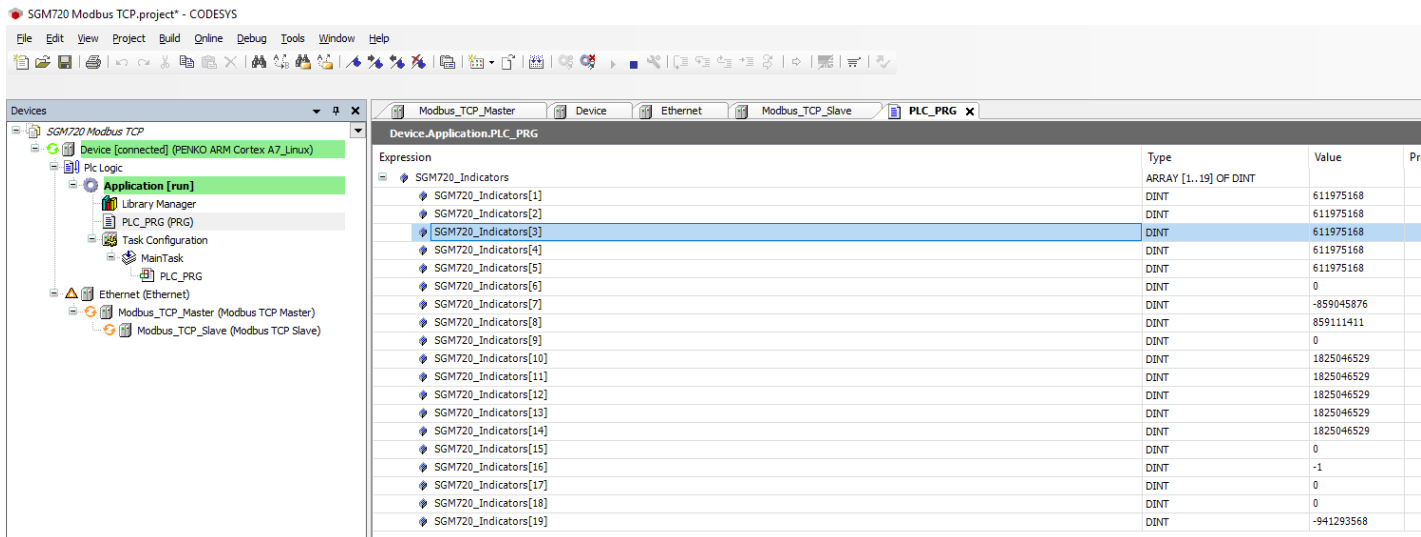 SGM720 Modbus TCP.project* - CODESYS
File Edit View Project Build Online Debug Tools Window Help
Devices
SGM720 Modbus TCP
Device [connected] (PENKO ARM Cortex A7_Linux)
Plc Logic
Application [run]
Library Manager
PLC_PRG (PRG)
Task Configuration
MainTask
PLC_PRG
Ethernet (Ethernet)
Modbus_TCP_Master (Modbus TCP Master)
Modbus_TCP_Slave (Modbus TCP Slave)
Modbus_TCP_Master Device Ethernet Modbus_TCP_Slave PLC_PRG
Device.Application.PLC_PRG
Expression Type Value Pr
SGM720_Indicators ARRAY [1..19] OF DINT
SGM720_Indicators[1] DINT 611975168
SGM720_Indicators[2] DINT 611975168
SGM720_Indicators[3] DINT 611975168
SGM720_Indicators[4] DINT 611975168
SGM720_Indicators[5] DINT 611975168
SGM720_Indicators[6] DINT 0
SGM720_Indicators[7] DINT -859045876
SGM720_Indicators[8] DINT 859111411
SGM720_Indicators[9] DINT 0
SGM720_Indicators[10] DINT 1825046529
SGM720_Indicators[11] DINT 1825046529
SGM720_Indicators[12] DINT 1825046529
SGM720_Indicators[13] DINT 1825046529
SGM720_Indicators[14] DINT 1825046529
SGM720_Indicators[15] DINT 0
SGM720_Indicators[16] DINT -1
SGM720_Indicators[17] DINT 0
SGM720_Indicators[18] DINT 0
SGM720_Indicators[19] DINT -941293568